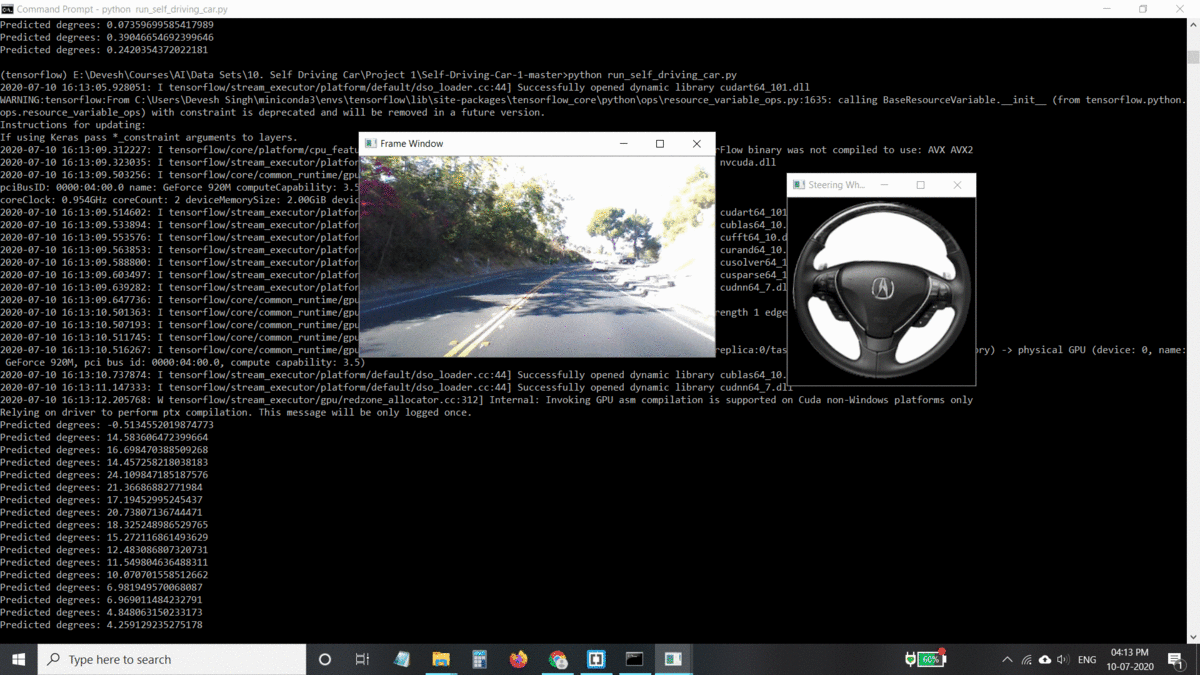 Command Prompt - python  run_self_driving_car.py
Predicted degrees: 0.07359699585417989
Predicted degrees: 0.39046654692399646
Predicted degrees: 0.2420354372022181
(tensorflow) E:\Devesh\Courses\AI\Data Sets\10. Self Driving Car\Project 1\Self-Driving-Car-1-master>python run_self_driving_car.py
2020-07-10 16:13:05.928051: I tensorflow/stream_executor/platform/default/dso_loader.cc:44] Successfully opened dynamic library cudart64_101.dll
WARNING:tensorflow:From C:\Users\Devesh Singh\miniconda3\envs\tensorflow\lib\site-packages\tensorflow_core\python\ops\resource_variable_ops.py:1635: calling BaseResourceVariable.__init__ (from tensorflow.python.
ops.resource_variable_ops) with constraint is deprecated and will be removed in a future version.
Instructions for updating:
If using Keras pass *_constraint arguments to layers.
2020-07-10 16:13:09.312227: I tensorflow/core/platform/cpu_featu rFlow binary was not compiled to use: AVX AVX2
2020-07-10 16:13:09.323035: I tensorflow/stream_executor/platfor nvcuda.dll
2020-07-10 16:13:09.503256: I tensorflow/core/common_runtime/gpu
pciBusID: 0000:04:00.0 name: GeForce 920M computeCapability: 3.5
coreClock: 0.954GHz coreCount: 2 deviceMemorySize: 2.00GiB devic
2020-07-10 16:13:09.514602: I tensorflow/stream_executor/platfor cudart64_101
2020-07-10 16:13:09.533894: I tensorflow/stream_executor/platfor cublas64_10.
2020-07-10 16:13:09.553576: I tensorflow/stream_executor/platfor cufft64_10.d
2020-07-10 16:13:09.563853: I tensorflow/stream_executor/platfor curand64_10.
2020-07-10 16:13:09.588800: I tensorflow/stream_executor/platfor cusolver64_1
2020-07-10 16:13:09.603497: I tensorflow/stream_executor/platfor cusparse64_1
2020-07-10 16:13:09.639282: I tensorflow/stream_executor/platfor cudnn64_7.dl
2020-07-10 16:13:09.647736: I tensorflow/core/common_runtime/gpu
2020-07-10 16:13:10.501363: I tensorflow/core/common_runtime/gpu rength 1 edge
2020-07-10 16:13:10.507193: I tensorflow/core/common_runtime/gpu
2020-07-10 16:13:10.511745: I tensorflow/core/common_runtime/gpu
2020-07-10 16:13:10.516267: I tensorflow/core/common_runtime/gpu replica:0/tas ory) -> physical GPU (device: 0, name:
GeForce 920M, pci bus id: 0000:04:00.0, compute capability: 3.5)
2020-07-10 16:13:10.737074: I tensorflow/stream_executor/platform/default/dso_loader.cc:44] Successfully opened dynamic library cublas64_10.
2020-07-10 16:13:11.147333: I tensorflow/stream_executor/platform/default/dso_loader.cc:44] Successfully opened dynamic library cudnn64_7.dll
2020-07-10 16:13:12.205768: W tensorflow/stream_executor/gpu/redzone_allocator.cc:312] Internal: Invoking GPU asm compilation is supported on Cuda non-Windows platforms only
Relying on driver to perform ptx compilation. This message will be only logged once.
Predicted degrees: -0.5134552019874773
Predicted degrees: 14.583606472399664
Predicted degrees: 16.698470388509268
Predicted degrees: 14.457258218038183
Predicted degrees: 24.109847185187576
Predicted degrees: 21.36686882771984
Predicted degrees: 17.19452995245437
Predicted degrees: 20.73807136744471
Predicted degrees: 18.325248986529765
Predicted degrees: 15.272116861493629
Predicted degrees: 12.483086807320731
Predicted degrees: 11.549804636488311
Predicted degrees: 10.070701558512662
Predicted degrees: 6.981949570068087
Predicted degrees: 6.969011484232791
Predicted degrees: 4.848063150233173
Predicted degrees: 4.259129235275178
Frame Window
Steering Wh...
Type here to search
60%
ENG
04:13 PM
10-07-2020
1